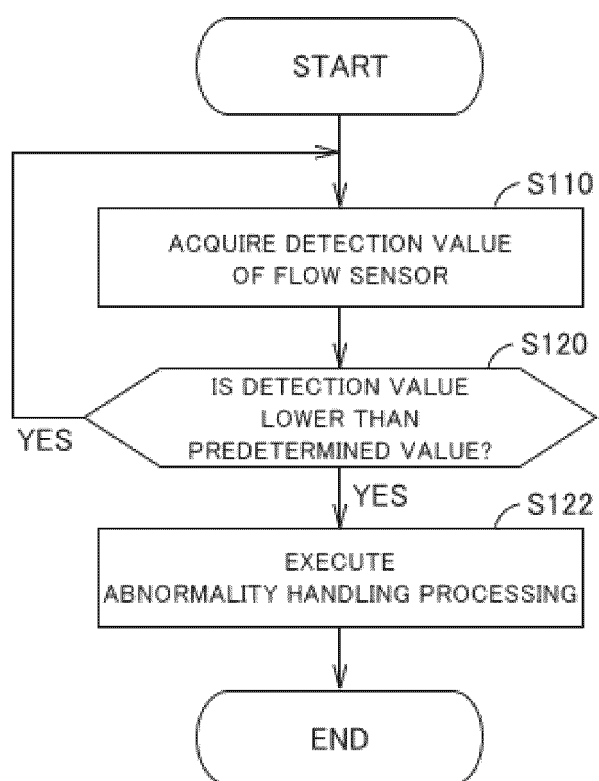 START
S110
ACQUIRE DETECTION VALUE
OF FLOW SENSOR
S120
IS DETECTION VALUE
LOWER THAN
PREDETERMINED VALUE?
YES
YES
S122
EXECUTE
ABNORMALITY HANDLING PROCESSING
END